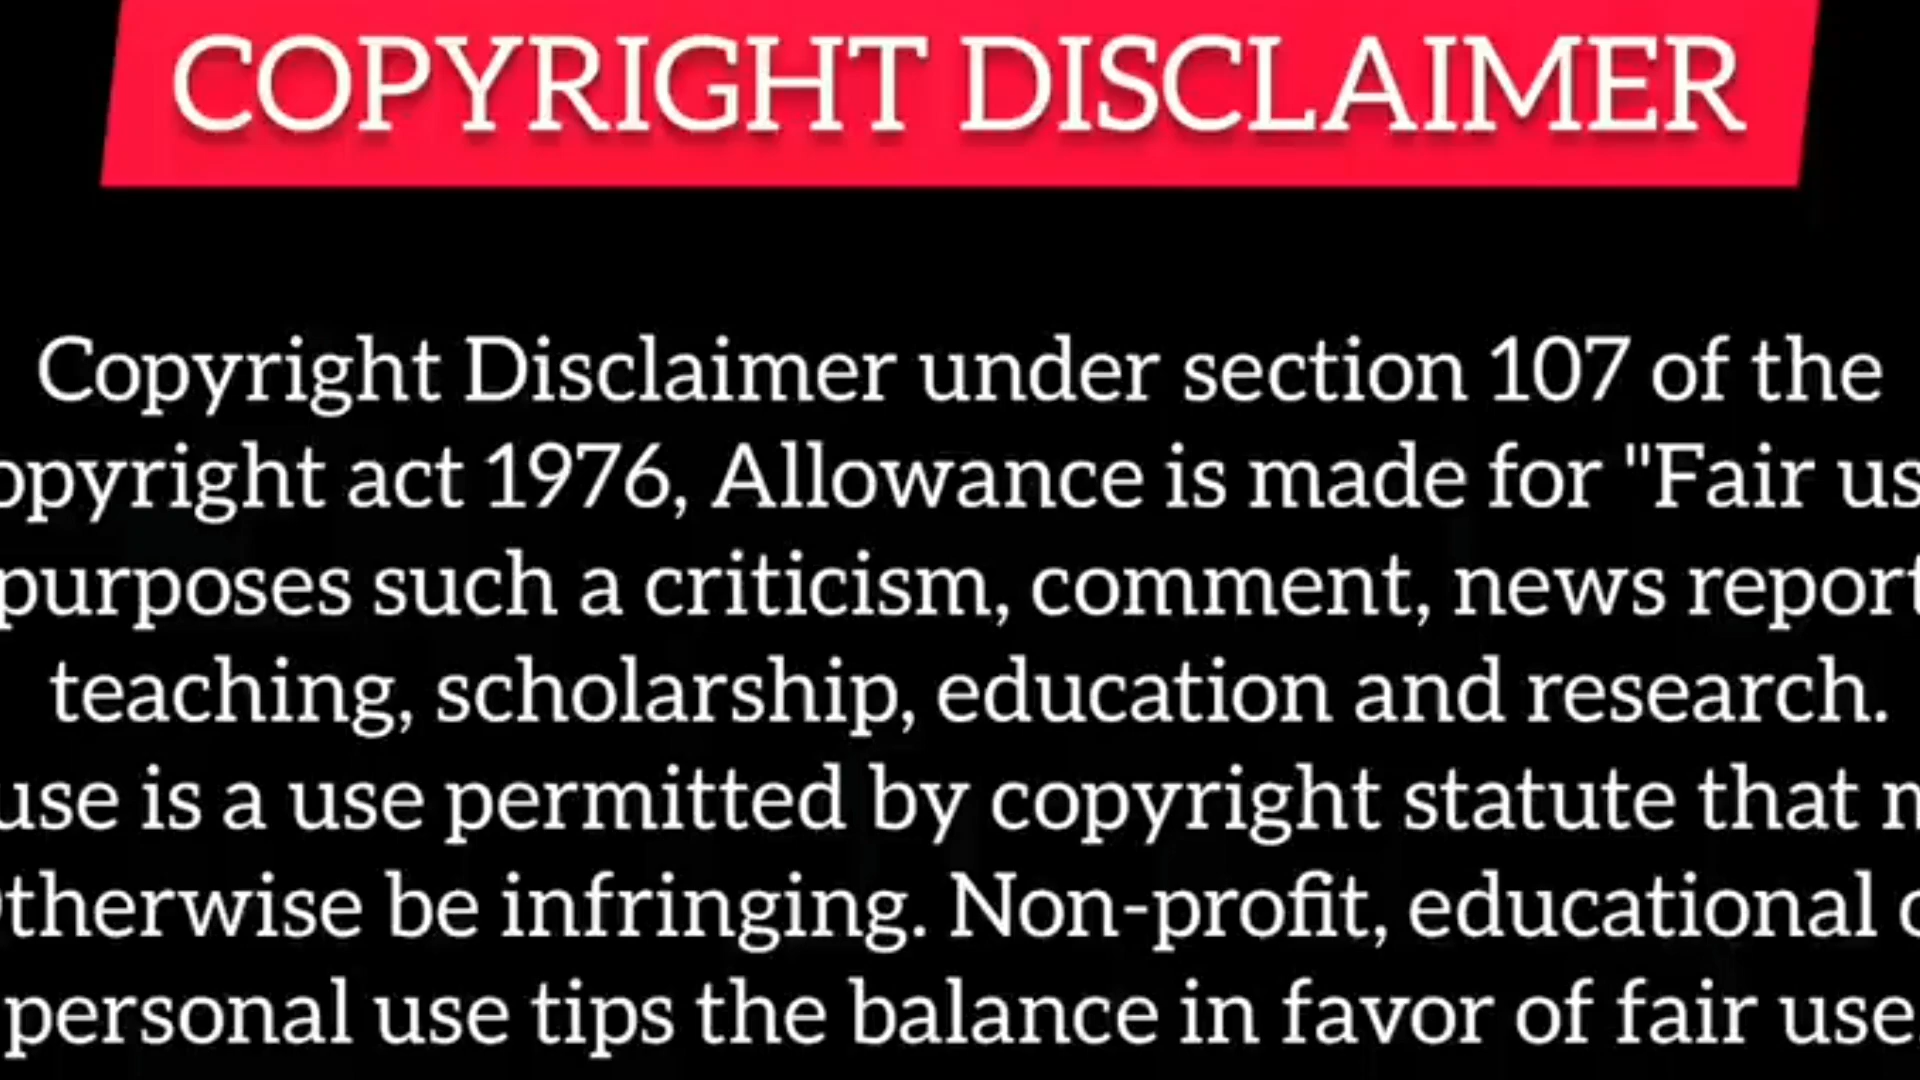 COPYRIGHT DISCLAIMER
Copyright Disclaimer under section 107 of the
opyright act 1976, Allowance is made for "Fair us
purposes such a criticism, comment, news report
teaching, scholarship, education and research.
use is a use permitted by copyright statute that m
otherwise be infringing. Non-profit, educational o
personal use tips the balance in favor of fair use.